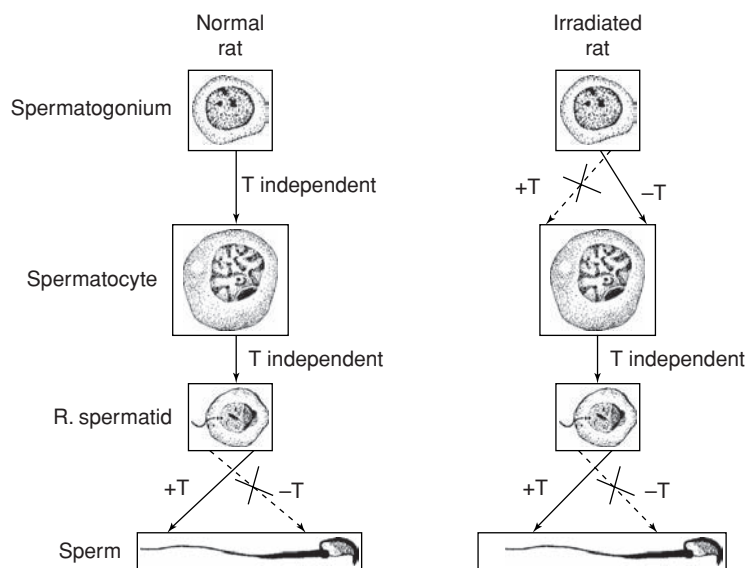 Normal
rat
Irradiated
rat
Spermatogonium
T independent
+T
–T
Spermatocyte
T independent
T independent
R. spermatid
+T
–T
+T
–T
Sperm